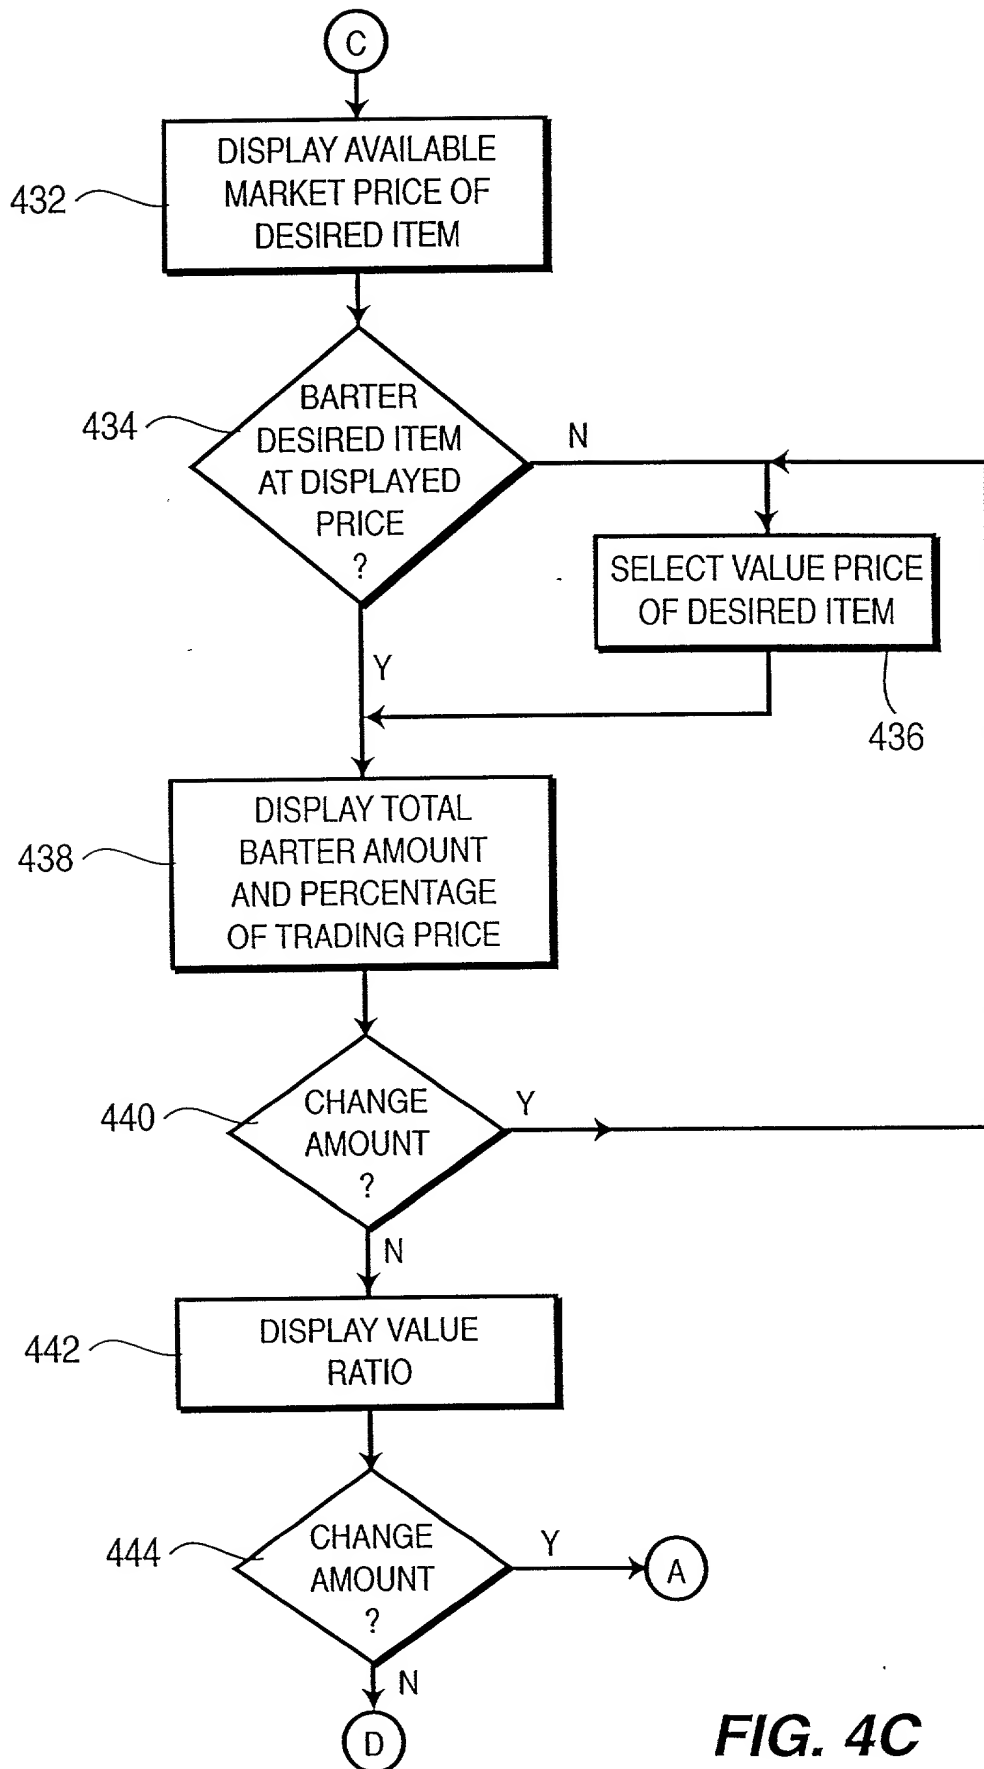 C
DISPLAY AVAILABLE
MARKET PRICE OF
DESIRED ITEM
432
BARTER
DESIRED ITEM
AT DISPLAYED
PRICE
?
434
N
SELECT VALUE PRICE
OF DESIRED ITEM
436
Y
DISPLAY TOTAL
BARTER AMOUNT
AND PERCENTAGE
OF TRADING PRICE
438
CHANGE
AMOUNT
?
440
Y
N
DISPLAY VALUE
RATIO
442
CHANGE
AMOUNT
?
444
Y
A
N
D
FIG. 4C